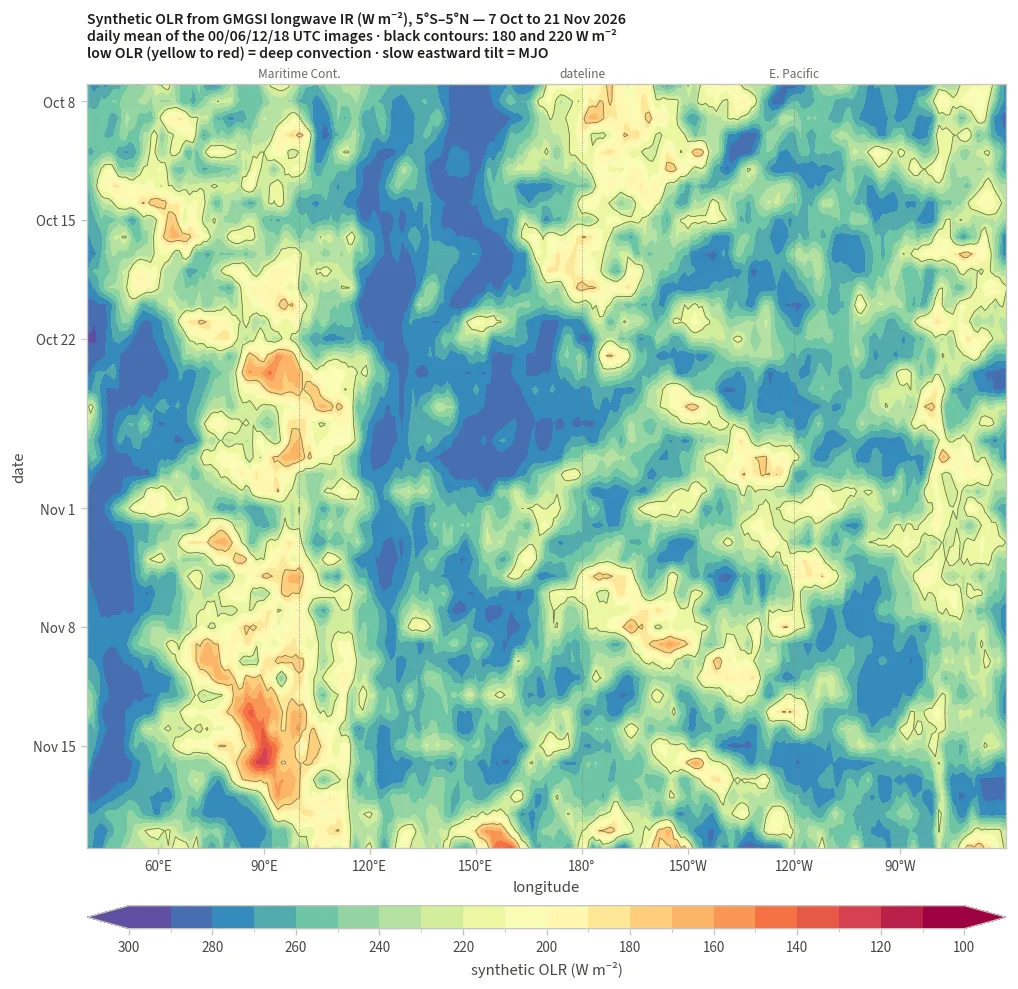 Synthetic OLR from GMGSI longwave IR (W m⁻²), 5°S–5°N — 7 Oct to 21 Nov 2026
daily mean of the 00/06/12/18 UTC images · black contours: 180 and 220 W m⁻²
low OLR (yellow to red) = deep convection · slow eastward tilt = MJO
Maritime Cont. dateline E. Pacific
Oct 8
Oct 15
Oct 22
date
Nov 1
Nov 8
Nov 15
60°E 90°E 120°E 150°E 180° 150°W 120°W 90°W
longitude
300 280 260 240 220 200 180 160 140 120 100
synthetic OLR (W m⁻²)